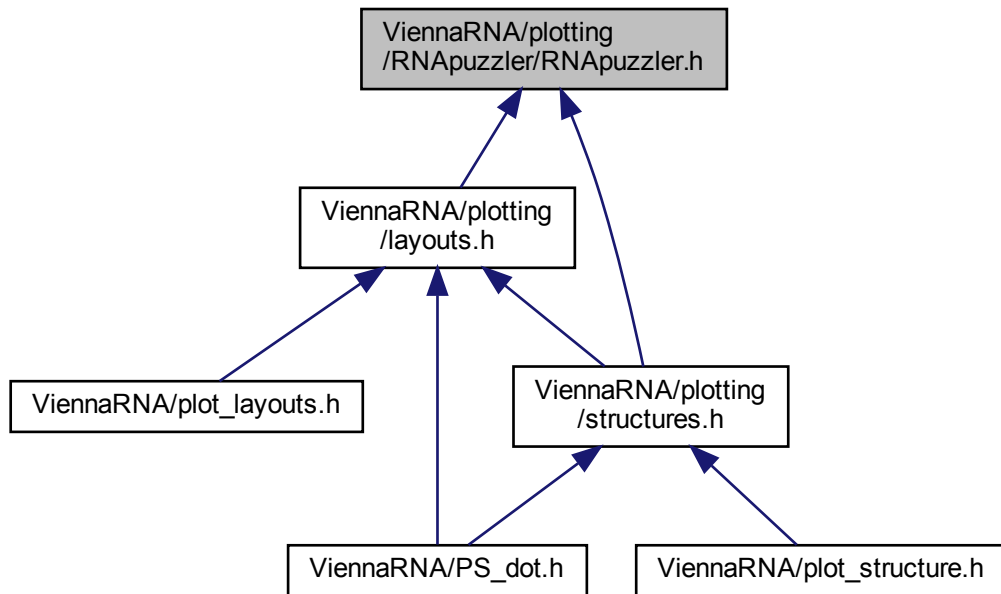 ViennaRNA/plotting
/RNApuzzler/RNApuzzler.h
ViennaRNA/plotting
/layouts.h
ViennaRNA/plot_layouts.h
ViennaRNA/plotting
/structures.h
ViennaRNA/PS_dot.h
ViennaRNA/plot_structure.h